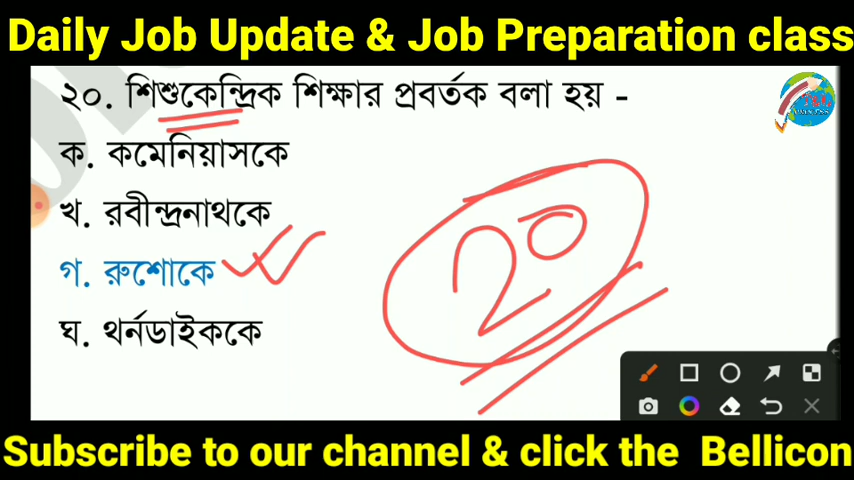 Daily Job Update & Job Preparation class
২০. শিশুকেন্দ্রিক শিক্ষার প্রবর্তক বলা হয় -
ক. কমেনিয়াসকে
খ. রবীন্দ্রনাথকে
গ. রুশোকে
ঘ. থর্নডাইককে
২০
Subscribe to our channel & click the Bellicon